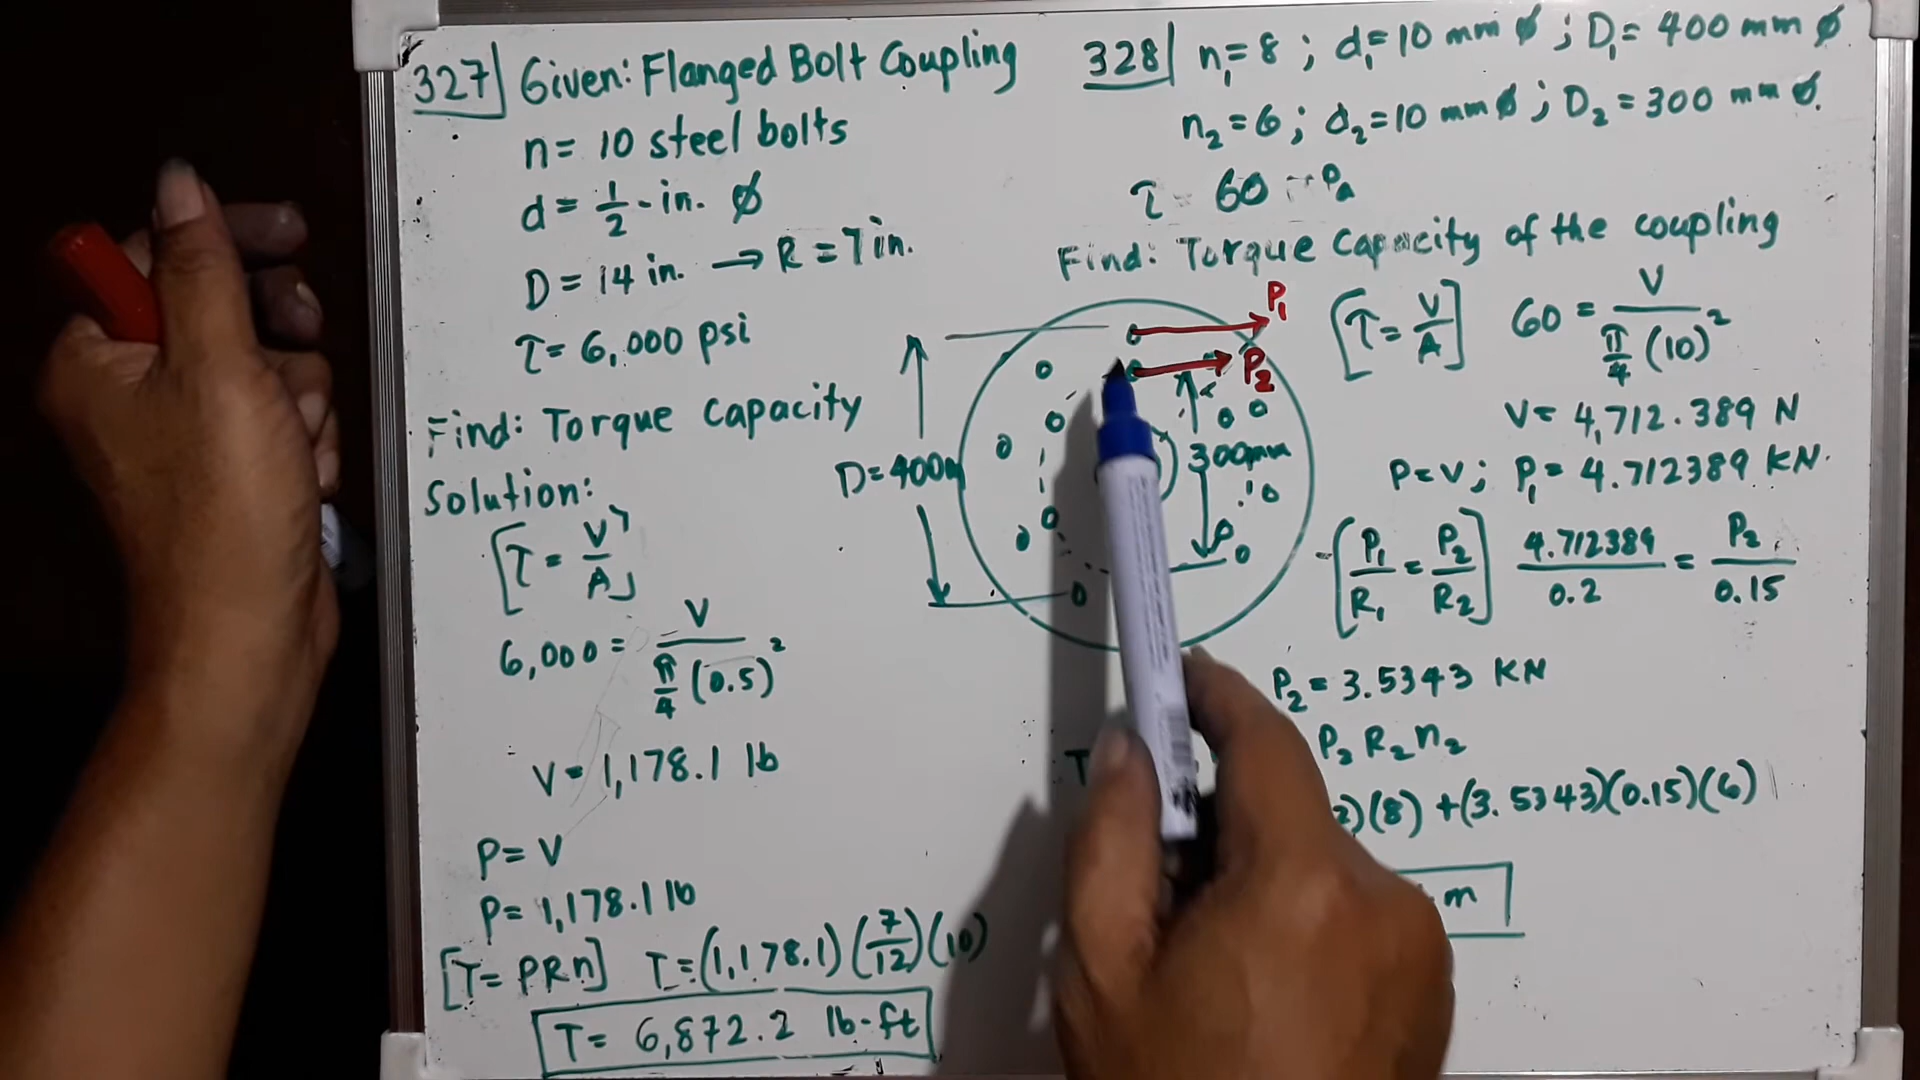 327 Given: Flanged Bolt Coupling
n = 10 steel bolts
d = 1/2 - in. Ø
D = 14 in. → R = 7 in.
τ = 6,000 psi
Find: Torque Capacity
Solution:
[τ = V/A]
6,000 = V / (π/4 (0.5)²)
V = 1,178.1 lb
P = V
P = 1,178.1 lb
[T = PRn] T = (1,178.1)(7/12)(10)
T = 6,872.2 lb-ft
328 n₁ = 8 ; d₁ = 10 mm Ø ; D₁ = 400 mm Ø
n₂ = 6 ; d₂ = 10 mm Ø ; D₂ = 300 mm Ø.
τ 60 Pa
Find: Torque Capacity of the coupling
P₁
P₂
D = 400
300mm
[τ = V/A] 60 = V / (π/4 (10)²)
V = 4,712.389 N
P = V ; P₁ = 4.712389 KN.
[P₁/R₁ = P₂/R₂] 4.712389/0.2 = P₂/0.15
P₂ = 3.5343 KN
T P₂ R₂ n₂
)(8) + (3.5343)(0.15)(6)
m